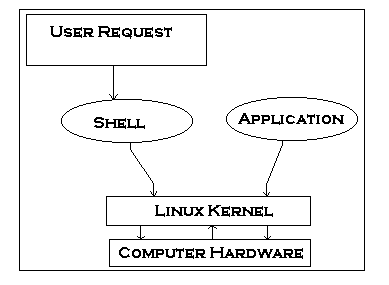 User Request
Shell
Application
Linux Kernel
Computer Hardware